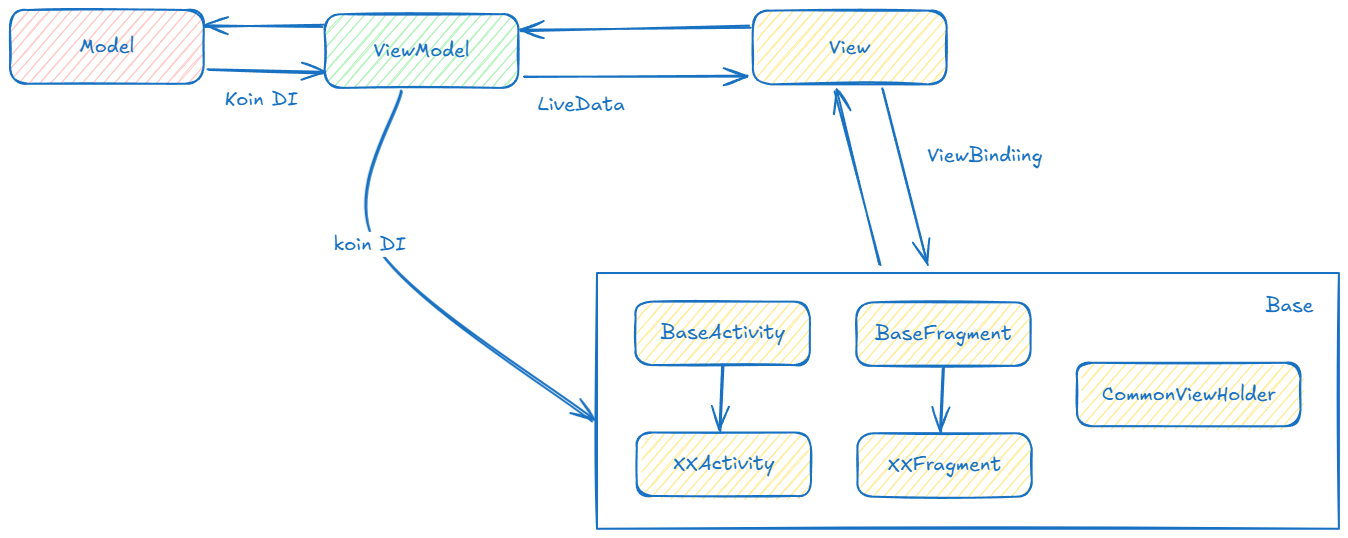 Model
ViewModel
View
Koin DI
LiveData
ViewBindiing
koin DI
Base
BaseActivity
BaseFragment
CommonViewHolder
XXActivity
XXFragment